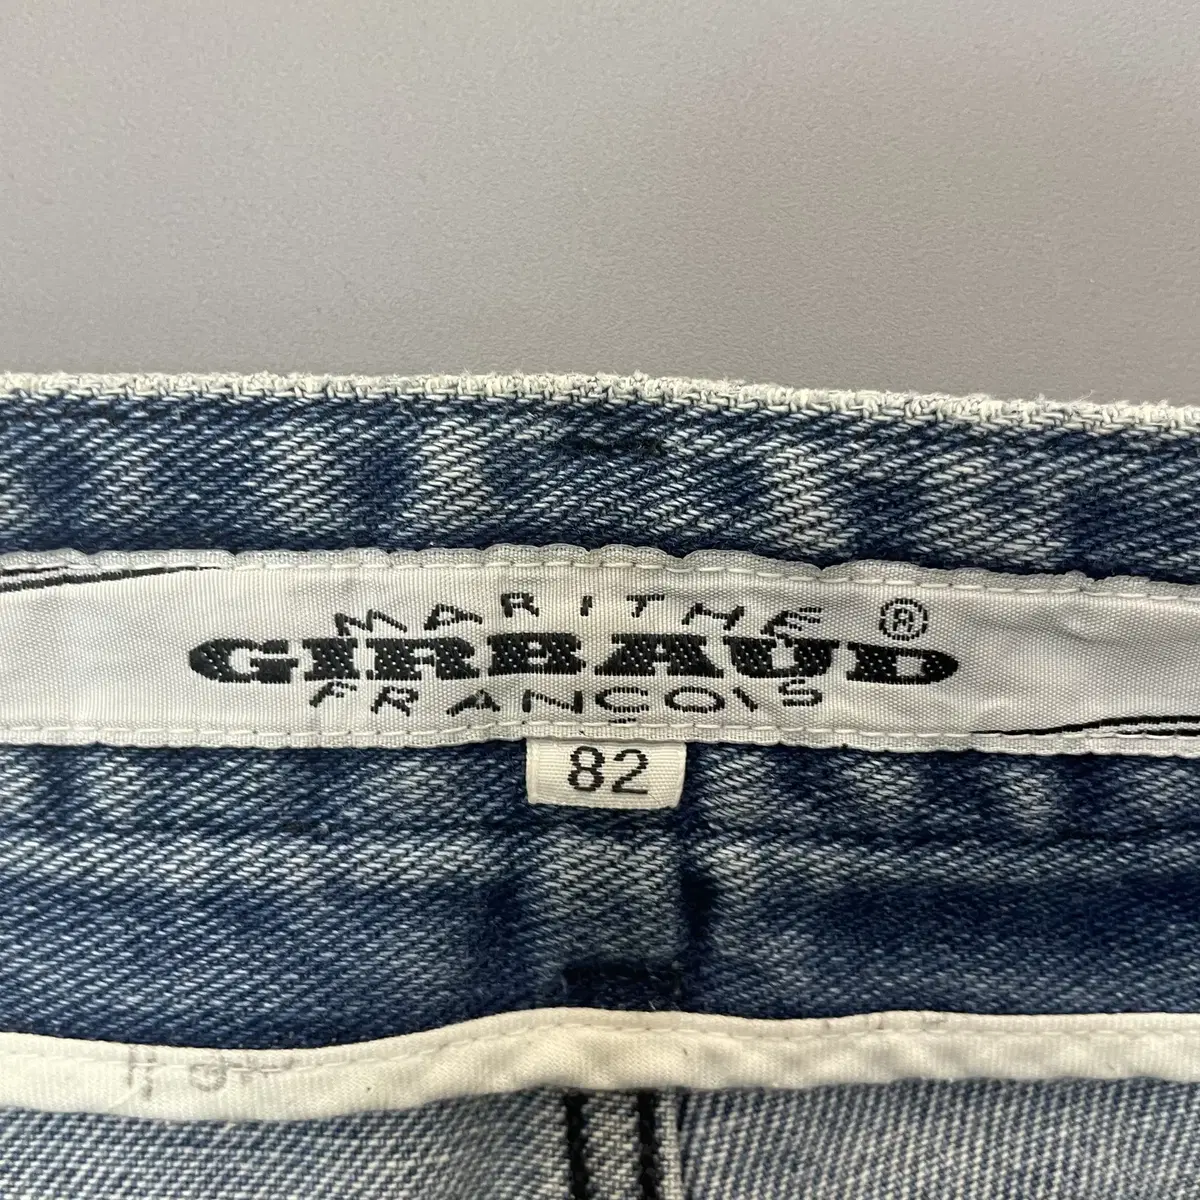 MARITHE ®
GIRBAUD
FRANÇOIS
82